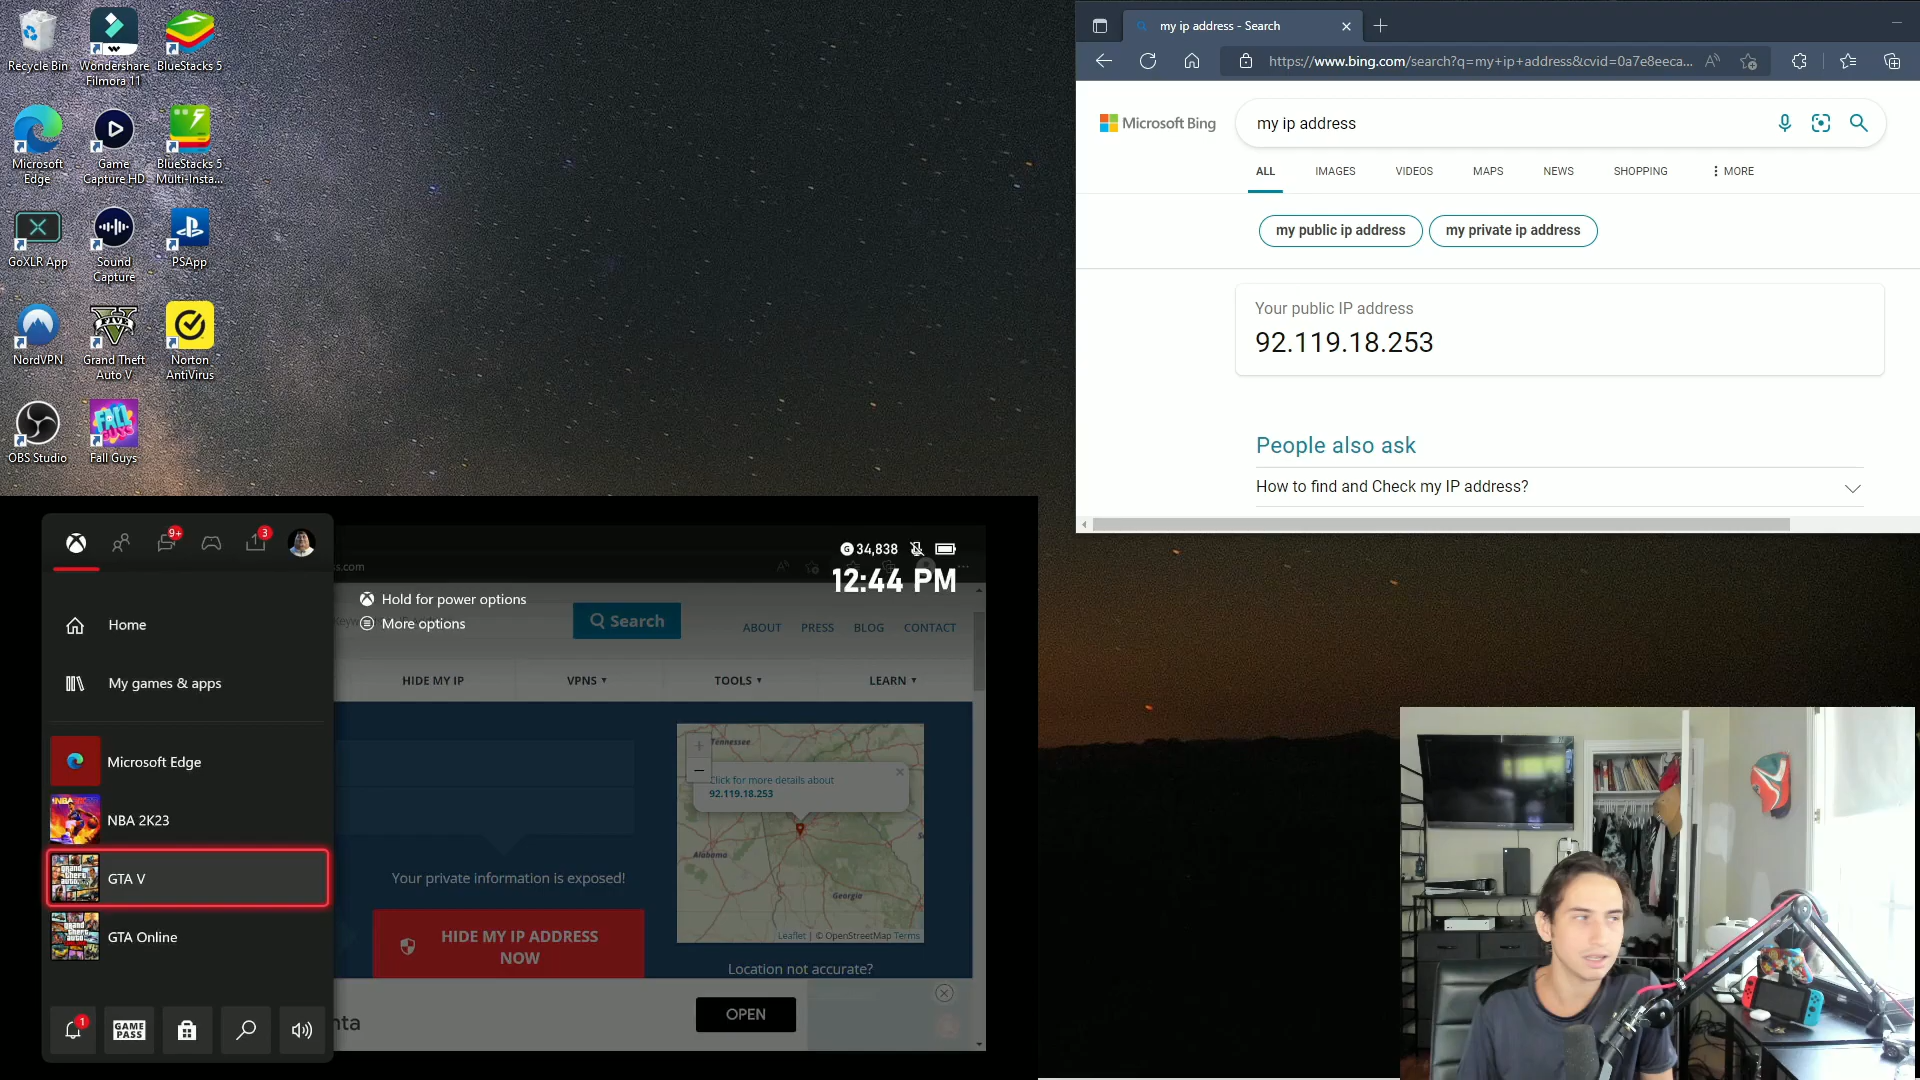 Recycle Bin
Wondershare
Filmora 11
BlueStacks 5
Microsoft
Edge
Game
Capture HD
BlueStacks 5
Multi-Insta...
GoXLR App
Sound
Capture
PSApp
NordVPN
FIVE
Grand Theft
Auto V
Norton
AntiVirus
OBS Studio
FALL
GUYS
Fall Guys
my ip address - Search
https://www.bing.com/search?q=my+ip+address&cvid=0a7e8eeca...
Microsoft Bing
my ip address
ALL
IMAGES
VIDEOS
MAPS
NEWS
SHOPPING
MORE
my public ip address
my private ip address
Your public IP address
92.119.18.253
People also ask
How to find and Check my IP address?
9+
3
Home
My games & apps
Microsoft Edge
NBA 2K23
GTA V
GTA Online
1
GAME
PASS
G 34,838
12:44 PM
Hold for power options
More options
Search
ABOUT
PRESS
BLOG
CONTACT
HIDE MY IP
VPNS
TOOLS
LEARN
Your private information is exposed!
HIDE MY IP ADDRESS
NOW
+
−
Tennessee
Click for more details about
92.119.18.253
Alabama
Georgia
Leaflet | © OpenStreetMap Terms
Location not accurate?
OPEN